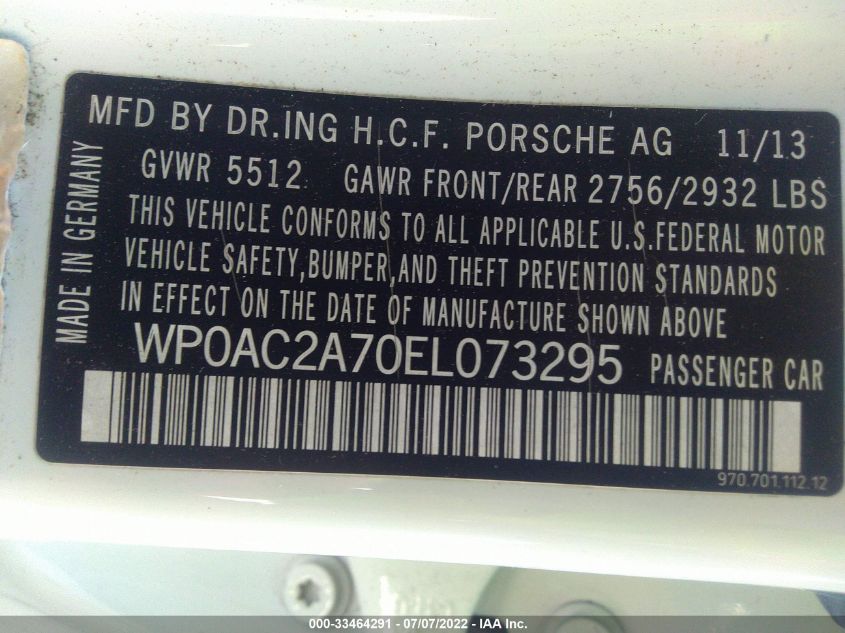 MFD BY DR.ING H.C.F. PORSCHE AG 11/13
GVWR 5512 GAWR FRONT/REAR 2756/2932 LBS
THIS VEHICLE CONFORMS TO ALL APPLICABLE U.S.FEDERAL MOTOR
VEHICLE SAFETY,BUMPER,AND THEFT PREVENTION STANDARDS
IN EFFECT ON THE DATE OF MANUFACTURE SHOWN ABOVE
MADE IN GERMANY
WP0AC2A70EL073295 PASSENGER CAR
970.701.112.12
000-33464291 - 07/07/2022 - IAA Inc.